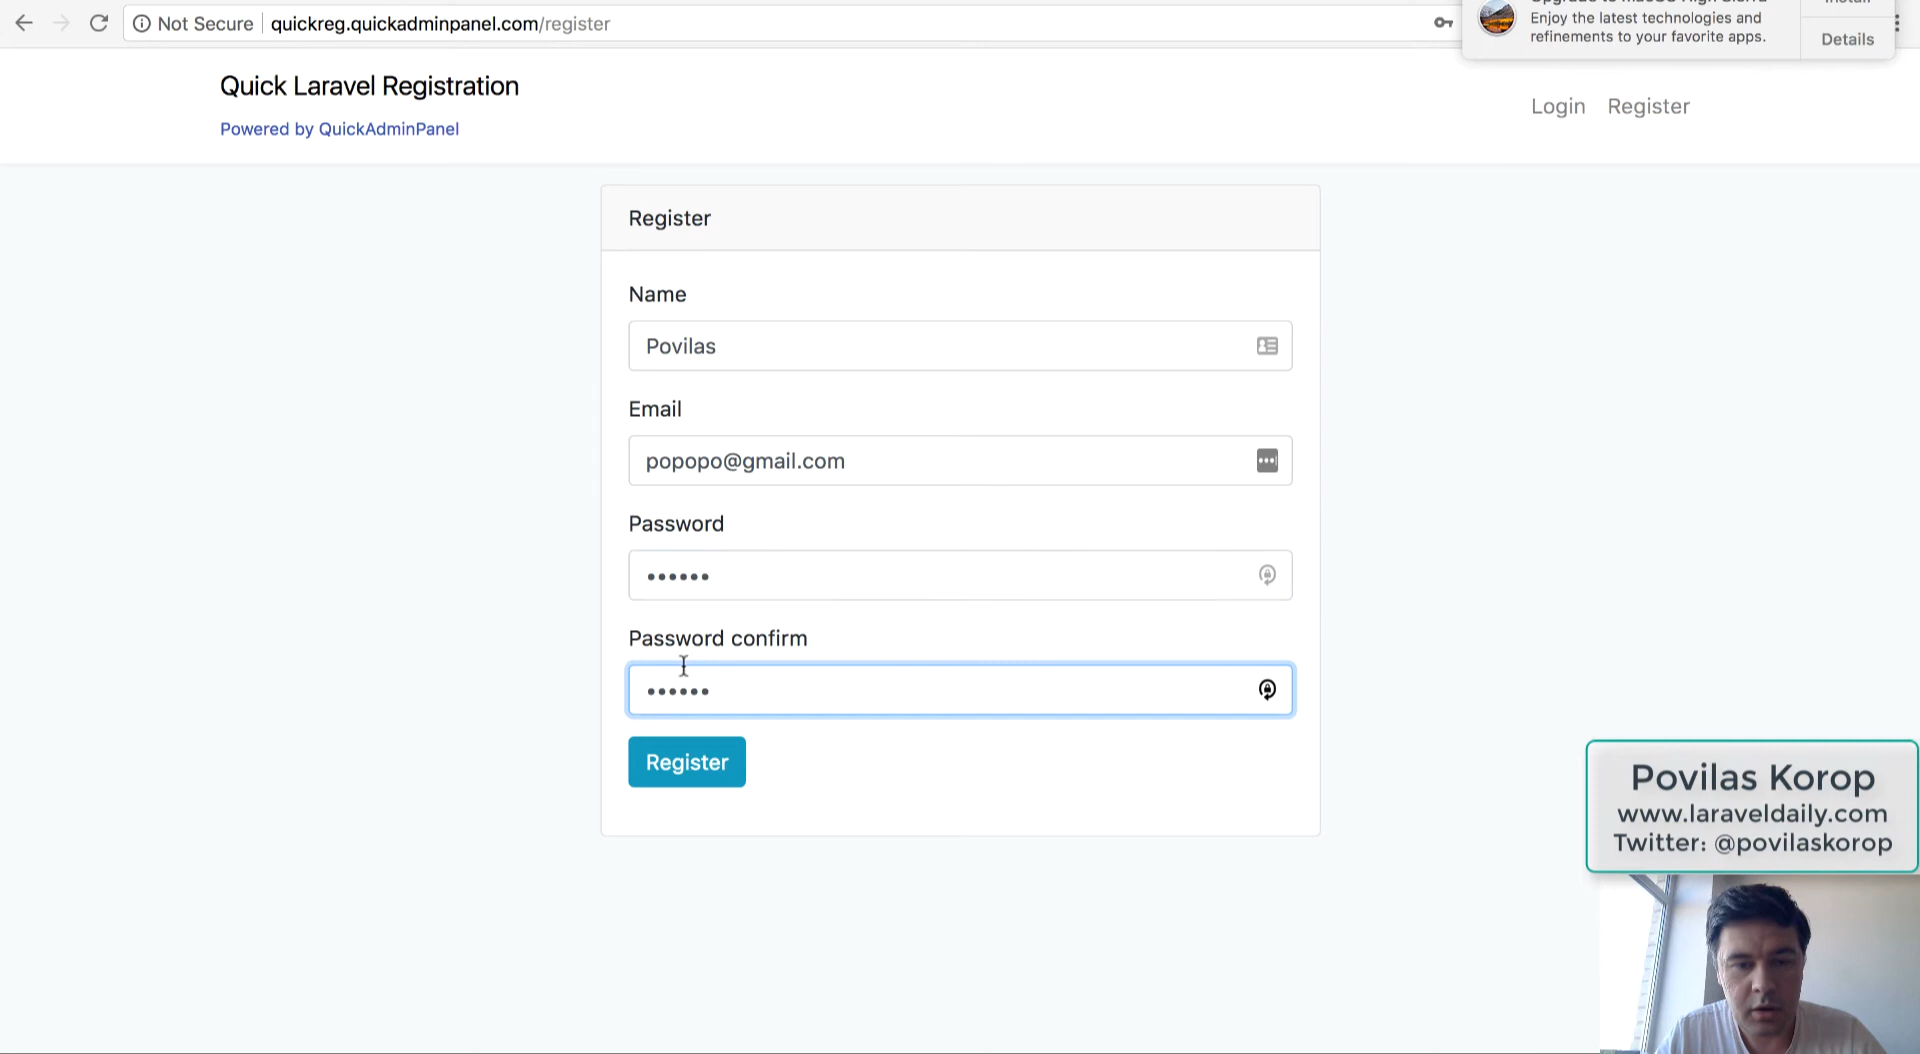 Not Secure
quickreg.quickadminpanel.com/register
Enjoy the latest technologies and
refinements to your favorite apps.
Details
Quick Laravel Registration
Powered by QuickAdminPanel
Login
Register
Register
Name
Povilas
Email
popopo@gmail.com
Password
••••••
Password confirm
••••••
Register
Povilas Korop
www.laraveldaily.com
Twitter: @povilaskorop